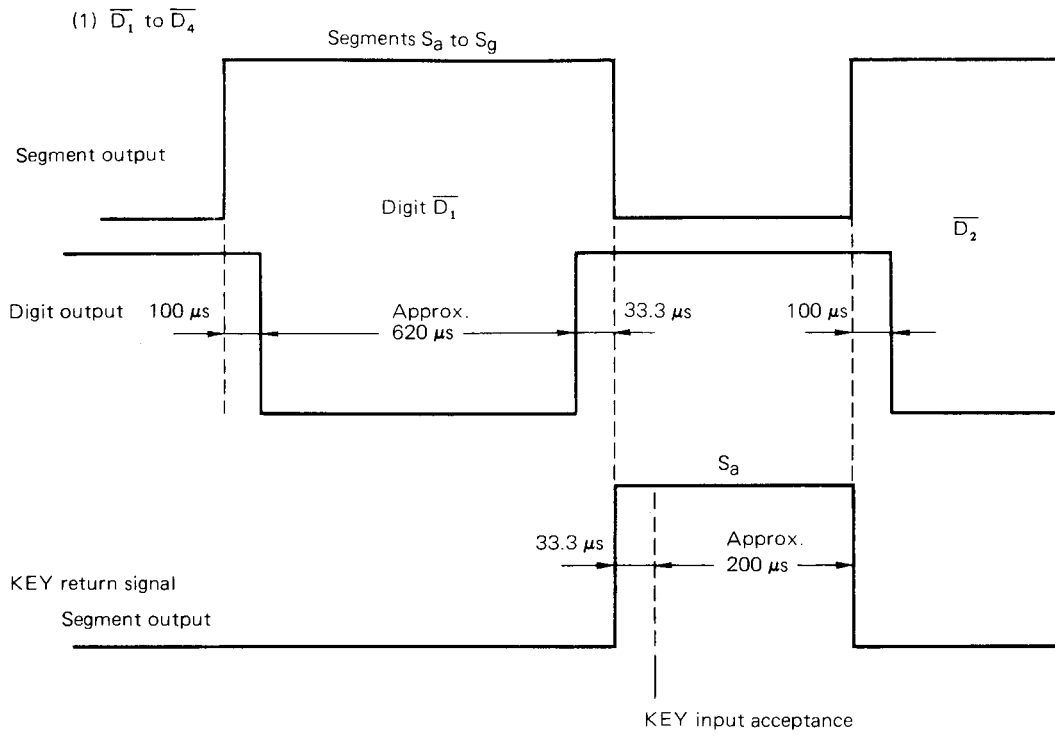 (1) D̅₁ to D̅₄
Segments Sa to Sg
Segment output
Digit D̅₁
D̅₂
Digit output
100 μs
Approx.
620 μs
33.3 μs
100 μs
Sa
33.3 μs
Approx.
200 μs
KEY return signal
Segment output
KEY input acceptance